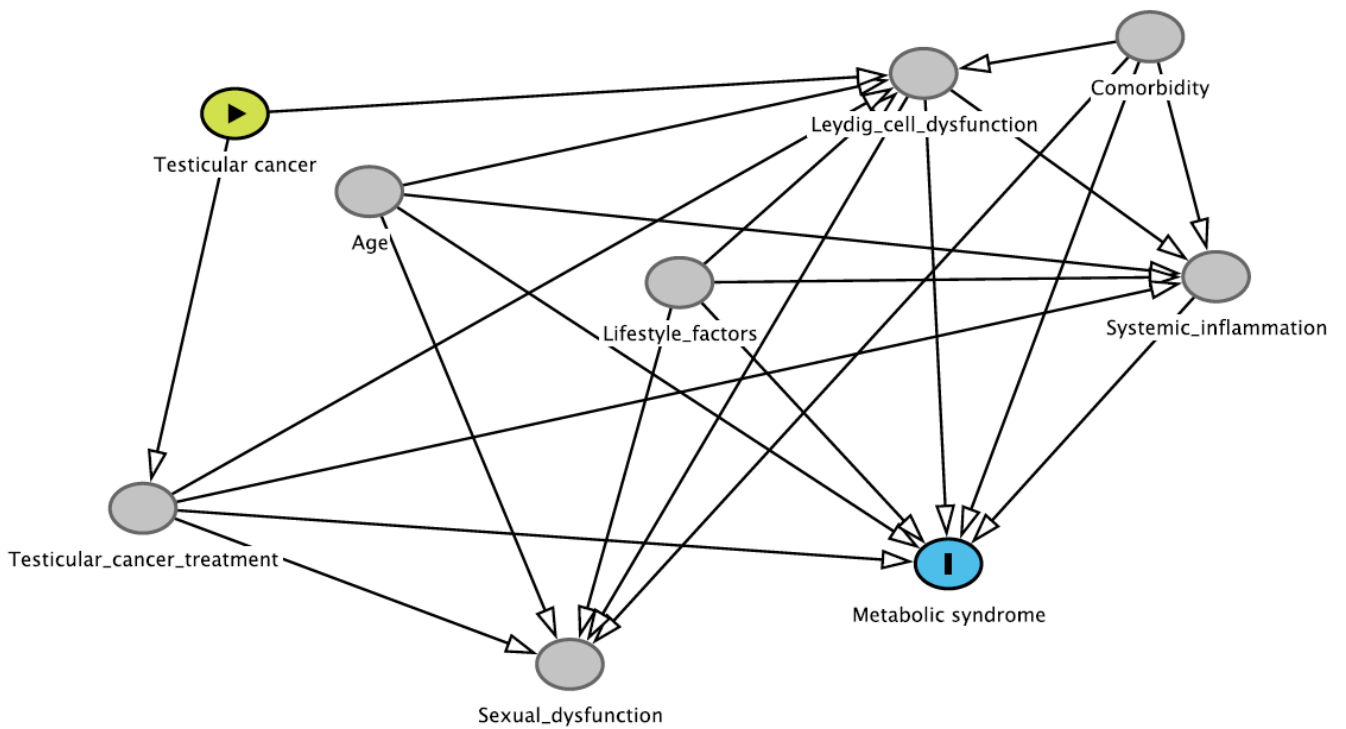 Comorbidity
Leydig_cell_dysfunction
Testicular cancer
Age
Lifestyle_factors
Systemic_inflammation
Testicular_cancer_treatment
Metabolic syndrome
Sexual_dysfunction